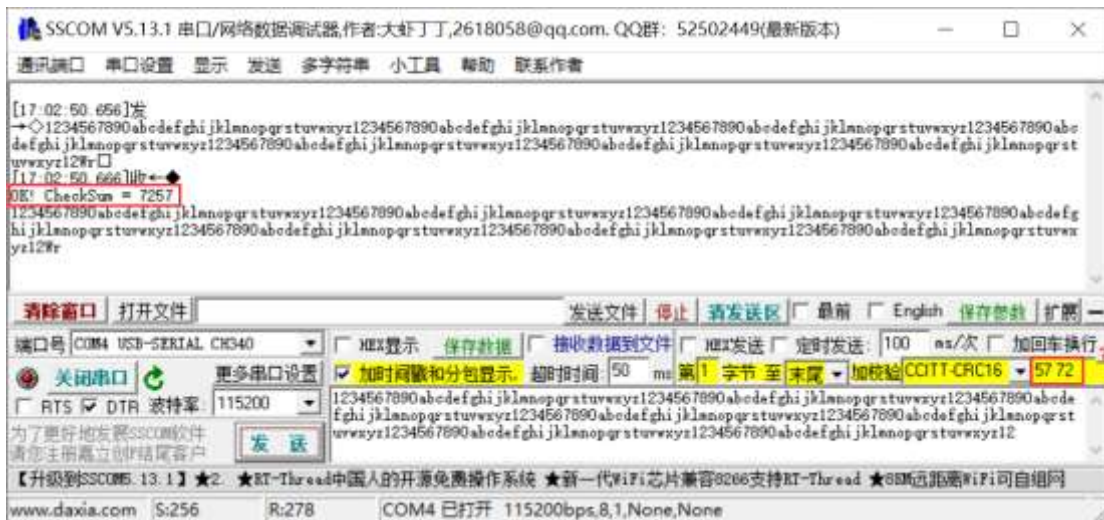 SSCOM V5.13.1 串口/网络数据调试器,作者:大虾丁丁,2618058@qq.com. QQ群: 52502449(最新版本)
通讯端口 串口设置 显示 发送 多字符串 小工具 帮助 联系作者
[17:02:50.656]发
→◇1234567890abcdefghijklmnopqrstuvwxyz1234567890abcdefghijklmnopqrstuvwxyz1234567890abcdefghijklmnopqrstuvwxyz1234567890abc
defghijklmnopqrstuvwxyz1234567890abcdefghijklmnopqrstuvwxyz1234567890abcdefghijklmnopqrstuvwxyz1234567890abcdefghijklmnopqrst
uvwxyz12Wr□
[17:02:50.666]收←◆
OK! CheckSum = 7257
1234567890abcdefghijklmnopqrstuvwxyz1234567890abcdefghijklmnopqrstuvwxyz1234567890abcdefghijklmnopqrstuvwxyz1234567890abcdefg
hijklmnopqrstuvwxyz1234567890abcdefghijklmnopqrstuvwxyz1234567890abcdefghijklmnopqrstuvwxyz1234567890abcdefghijklmnopqrstuvwx
yz12Wr
清除窗口 打开文件 发送文件 停止 清发送区 最前 English 保存参数 扩展 —
端口号 COM4 USB-SERIAL CH340 HEX显示 保存数据 接收数据到文件 HEX发送 定时发送: 100 ms/次 加回车换行
关闭串口 更多串口设置 加时间戳和分包显示. 超时时间: 50 ms 第1 字节 至 末尾 加校验 CCITT-CRC16 57 72
RTS DTR 波特率: 115200
1234567890abcdefghijklmnopqrstuvwxyz1234567890abcdefghijklmnopqrstuvwxyz1234567890abcde
fghijklmnopqrstuvwxyz1234567890abcdefghijklmnopqrstuvwxyz1234567890abcdefghijklmnopqrst
uvwxyz1234567890abcdefghijklmnopqrstuvwxyz1234567890abcdefghijklmnopqrstuvwxyz12
为了更好地发展SSCOM软件
请您注册嘉立创F结尾客户
发 送
【升级到SSCOM5.13.1】★2. ★RT-Thread中国人的开源免费操作系统 ★新一代WiFi芯片兼容8266支持RT-Thread ★8KM远距离WiFi可自组网
www.daxia.com S:256 R:278 COM4 已打开 115200bps,8,1,None,None